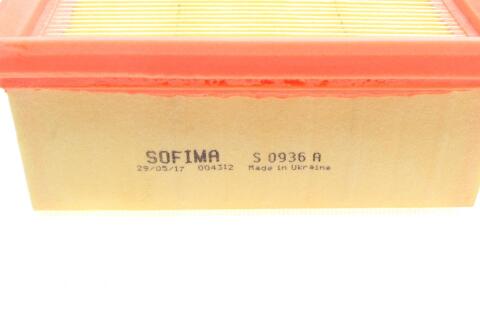 SOFIMA S 0936 A
29/05/17 004312 Made in Ukraine